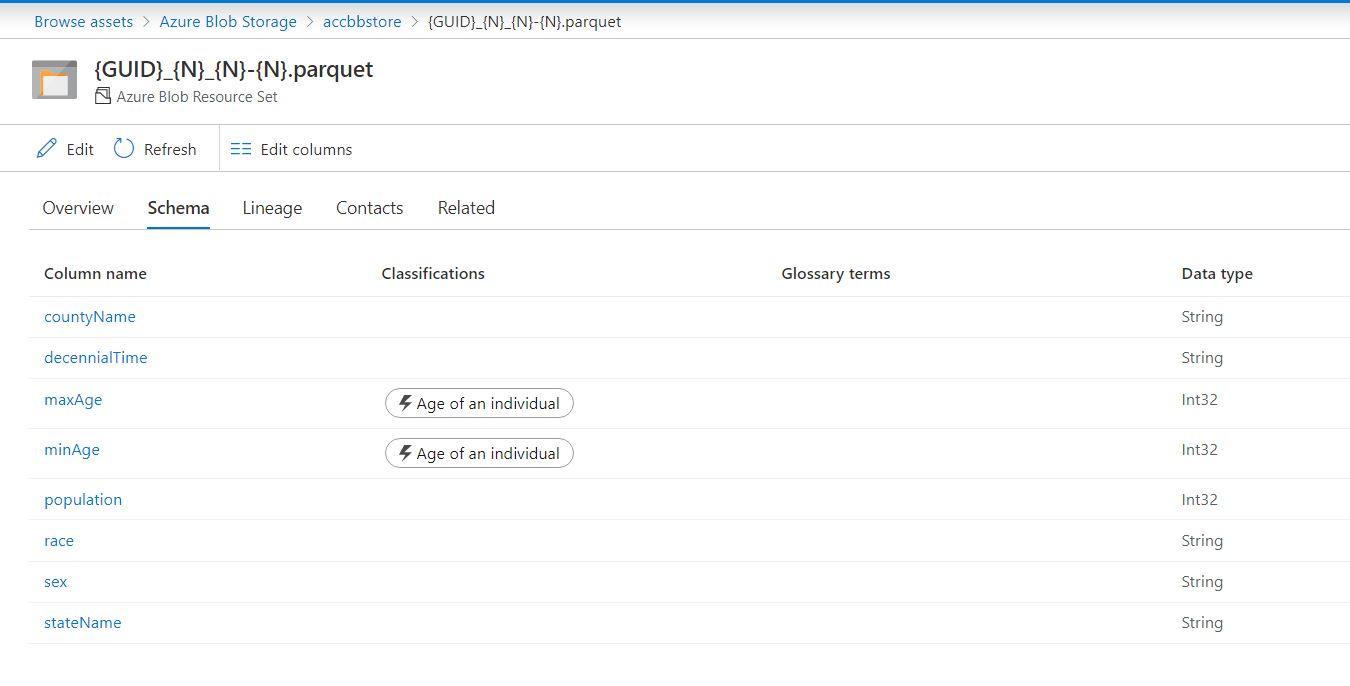 Browse assets > Azure Blob Storage > accbbstore > {GUID}_{N}_{N}-{N}.parquet
{GUID}_{N}_{N}-{N}.parquet
Azure Blob Resource Set
Edit Refresh Edit columns
Overview Schema Lineage Contacts Related
Column name Classifications Glossary terms Data type
countyName String
decennialTime String
maxAge Age of an individual Int32
minAge Age of an individual Int32
population Int32
race String
sex String
stateName String